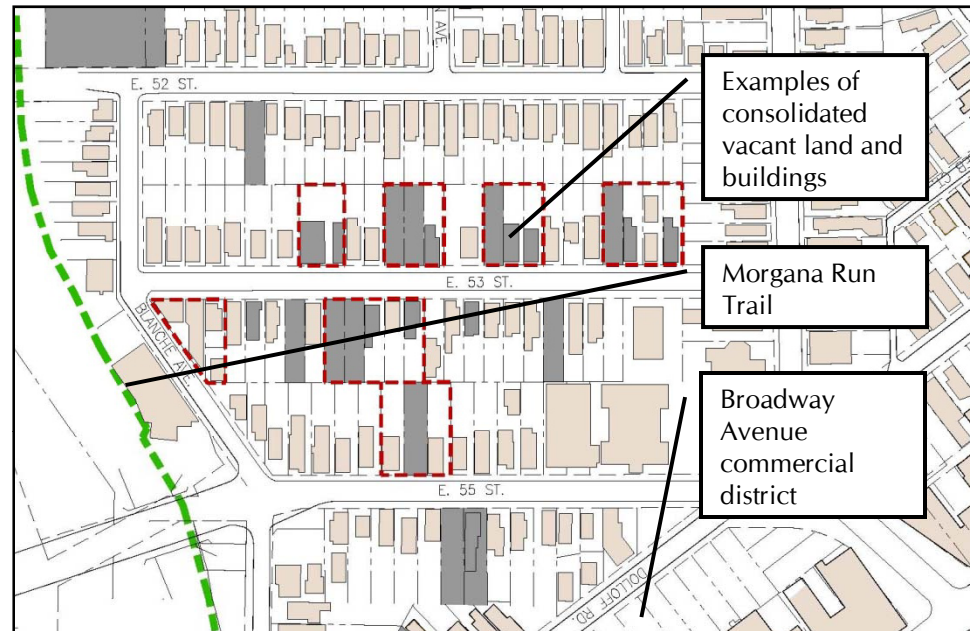 N AVE.
E. 52 ST.
Examples of
consolidated
vacant land and
buildings
E. 53 ST.
Morgana Run
Trail
BLANCHE AVE.
Broadway
Avenue
commercial
district
E. 55 ST.
DOLLOFF RD.